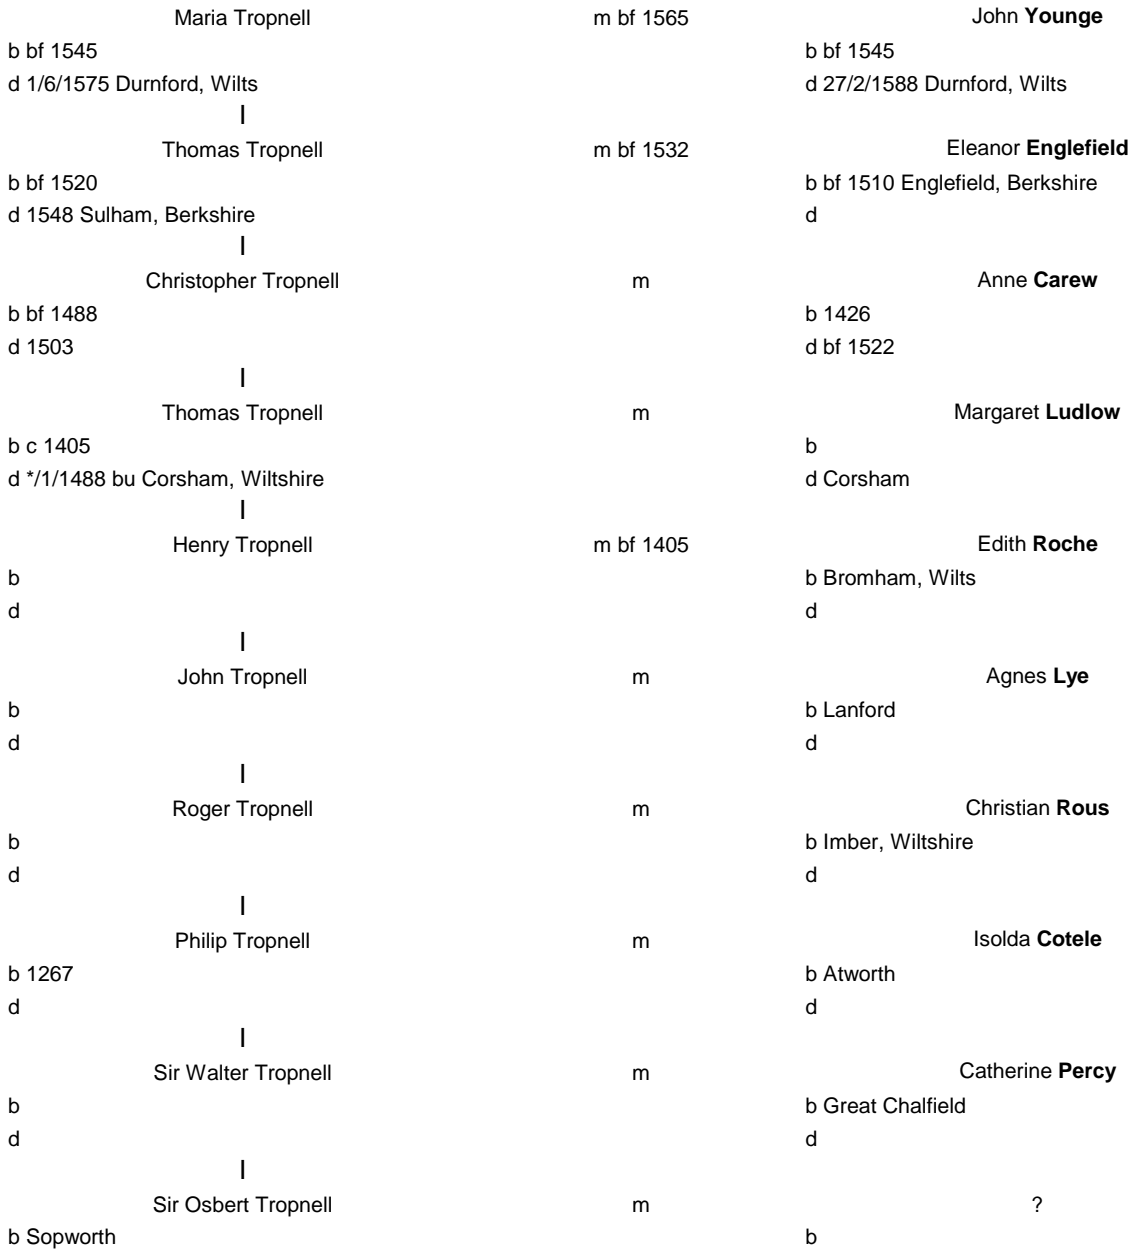 Maria Tropnell m bf 1565 John Younge
b bf 1545 b bf 1545
d 1/6/1575 Durnford, Wilts d 27/2/1588 Durnford, Wilts
|
Thomas Tropnell m bf 1532 Eleanor Englefield
b bf 1520 b bf 1510 Englefield, Berkshire
d 1548 Sulham, Berkshire d
|
Christopher Tropnell m Anne Carew
b bf 1488 b 1426
d 1503 d bf 1522
|
Thomas Tropnell m Margaret Ludlow
b c 1405 b
d */1/1488 bu Corsham, Wiltshire d Corsham
|
Henry Tropnell m bf 1405 Edith Roche
b b Bromham, Wilts
d d
|
John Tropnell m Agnes Lye
b b Lanford
d d
|
Roger Tropnell m Christian Rous
b b Imber, Wiltshire
d d
|
Philip Tropnell m Isolda Cotele
b 1267 b Atworth
d d
|
Sir Walter Tropnell m Catherine Percy
b b Great Chalfield
d d
|
Sir Osbert Tropnell m ?
b Sopworth b